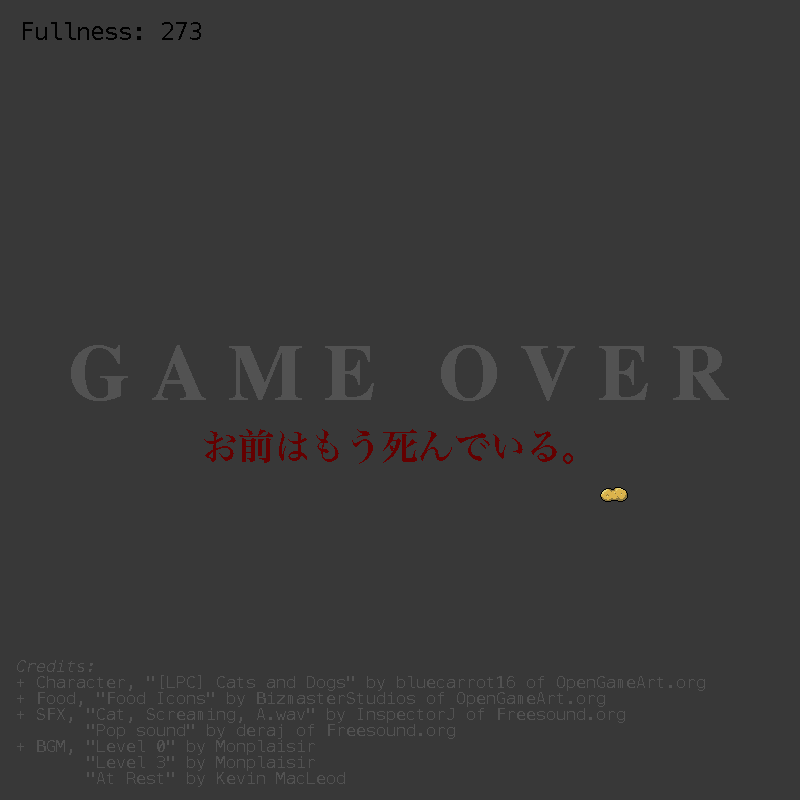 Fullness: 273
GAME OVER
お前はもう死んでいる。
Credits:
+ Character, "[LPC] Cats and Dogs" by bluecarrot16 of OpenGameArt.org
+ Food, "Food Icons" by BizmasterStudios of OpenGameArt.org
+ SFX, "Cat, Screaming, A.wav" by InspectorJ of Freesound.org
"Pop sound" by deraj of Freesound.org
+ BGM, "Level 0" by Monplaisir
"Level 3" by Monplaisir
"At Rest" by Kevin MacLeod